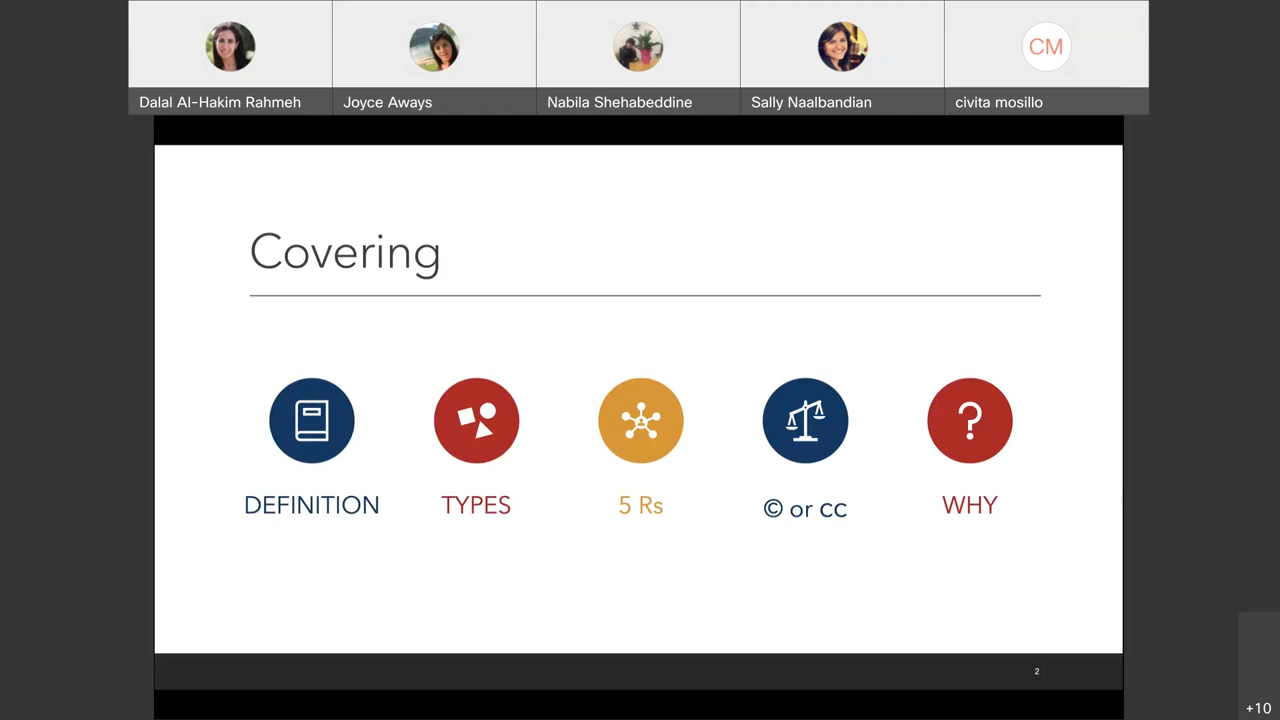 Dalal Al-Hakim Rahmeh
Joyce Aways
Nabila Shehabeddine
Sally Naalbandian
CM
civita mosillo
Covering
DEFINITION
TYPES
5 Rs
© or cc
?
WHY
2
+10